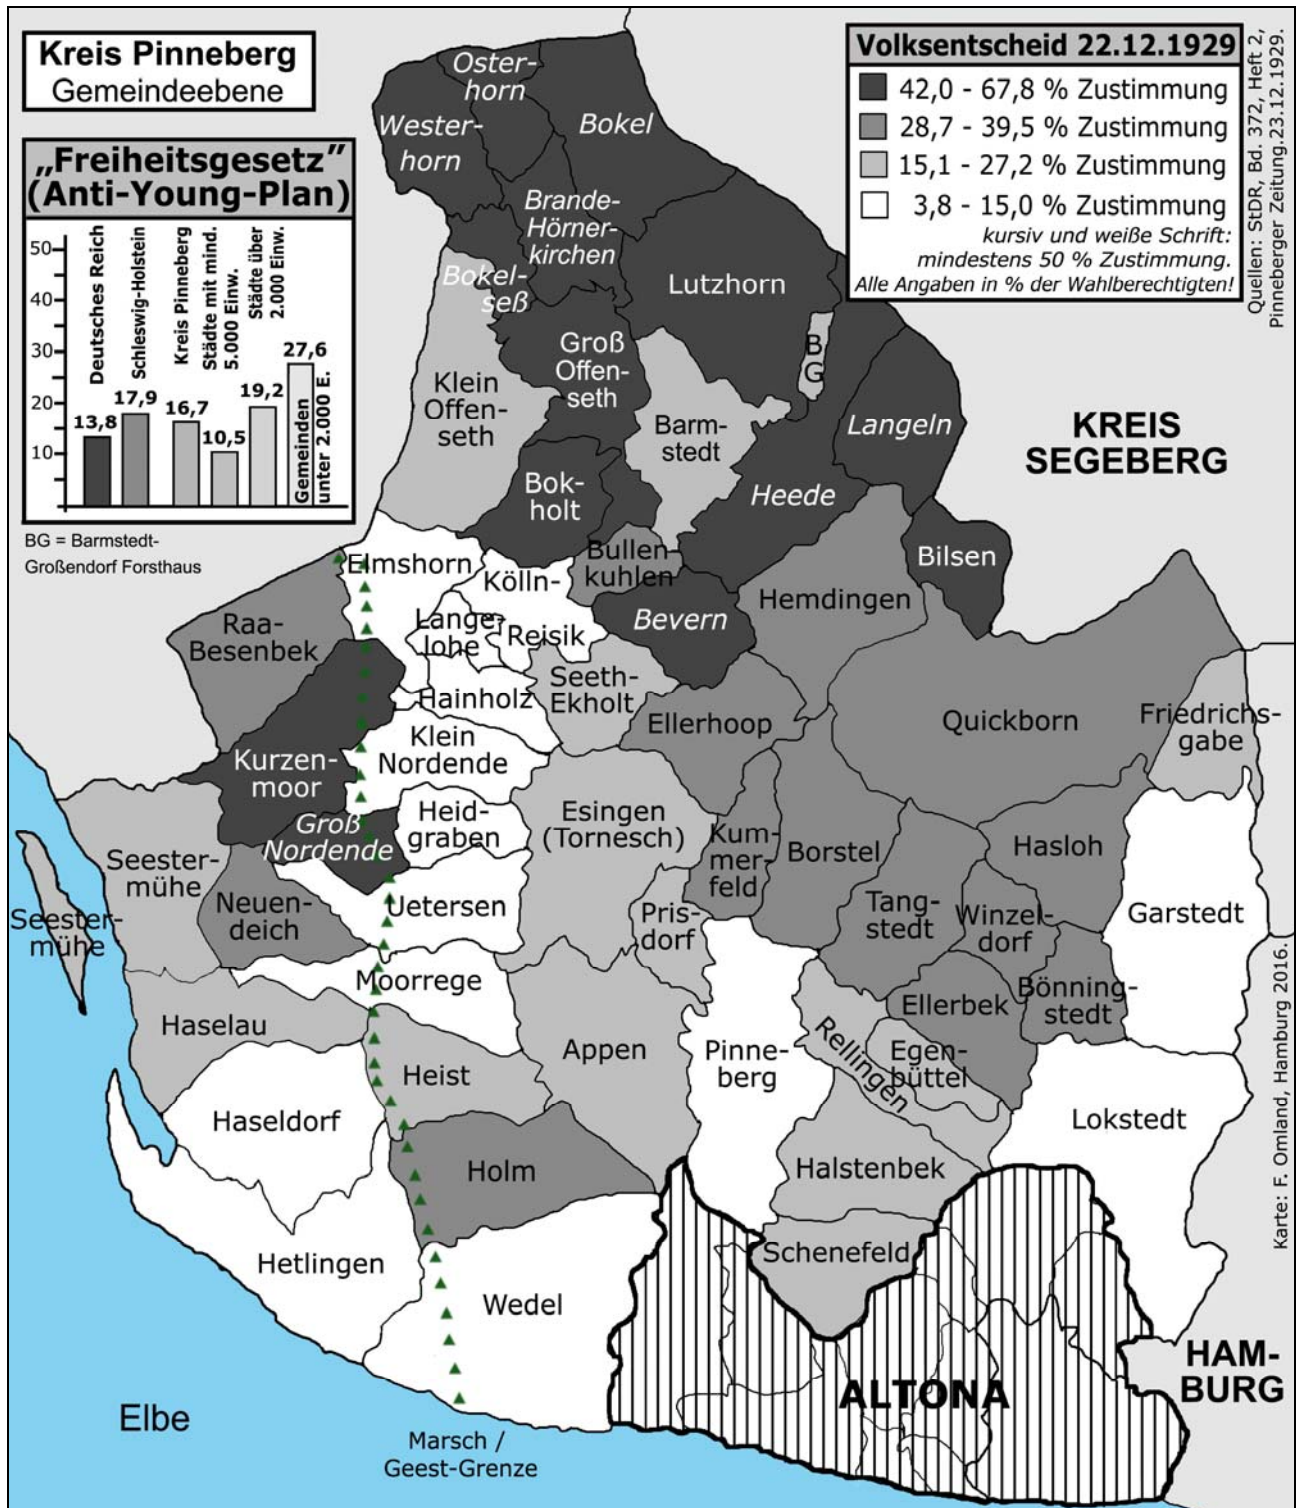 Kreis Pinneberg
Gemeindeebene
„Freiheitsgesetz”
(Anti-Young-Plan)
50
40
30
20
10
Deutsches Reich
Schleswig-Holstein
Kreis Pinneberg
Städte mit mind.
5.000 Einw.
Städte über
2.000 Einw.
Gemeinden
unter 2.000 E.
13,8
17,9
16,7
10,5
19,2
27,6
BG = Barmstedt-
Großendorf Forsthaus
Volksentscheid 22.12.1929
42,0 - 67,8 % Zustimmung
28,7 - 39,5 % Zustimmung
15,1 - 27,2 % Zustimmung
3,8 - 15,0 % Zustimmung
kursiv und weiße Schrift:
mindestens 50 % Zustimmung.
Alle Angaben in % der Wahlberechtigten!
Quellen: StDR, Bd. 372, Heft 2,
Pinneberger Zeitung.23.12.1929.
Oster-
horn
Wester-
horn
Bokel
Brande-
Hörner-
kirchen
Bokel-
seß
Lutzhorn
Groß
Offen-
seth
B
G
Klein
Offen-
seth
Barm-
stedt
Langeln
KREIS
SEGEBERG
Bok-
holt
Heede
Bilsen
Elmshorn
Kölln-
Reisik
Bullen-
kuhlen
Hemdingen
Raa-
Besenbek
Lange-
lohe
Bevern
Hainholz
Seeth-
Ekholt
Ellerhoop
Quickborn
Friedrichs-
gabe
Kurzen-
moor
Klein
Nordende
Groß
Nordende
Heid-
graben
Esingen
(Tornesch)
Kum-
mer-
feld
Borstel
Hasloh
Seester-
mühe
Seester-
mühe
Neuen-
deich
Uetersen
Pris-
dorf
Tang-
stedt
Winzel-
dorf
Garstedt
Moorrege
Ellerbek
Bönning-
stedt
Haselau
Heist
Appen
Pinne-
berg
Rellingen
Egen-
büttel
Haseldorf
Lokstedt
Holm
Halstenbek
Hetlingen
Schenefeld
Wedel
ALTONA
HAM-
BURG
Elbe
Marsch /
Geest-Grenze
Karte: F. Omland, Hamburg 2016.